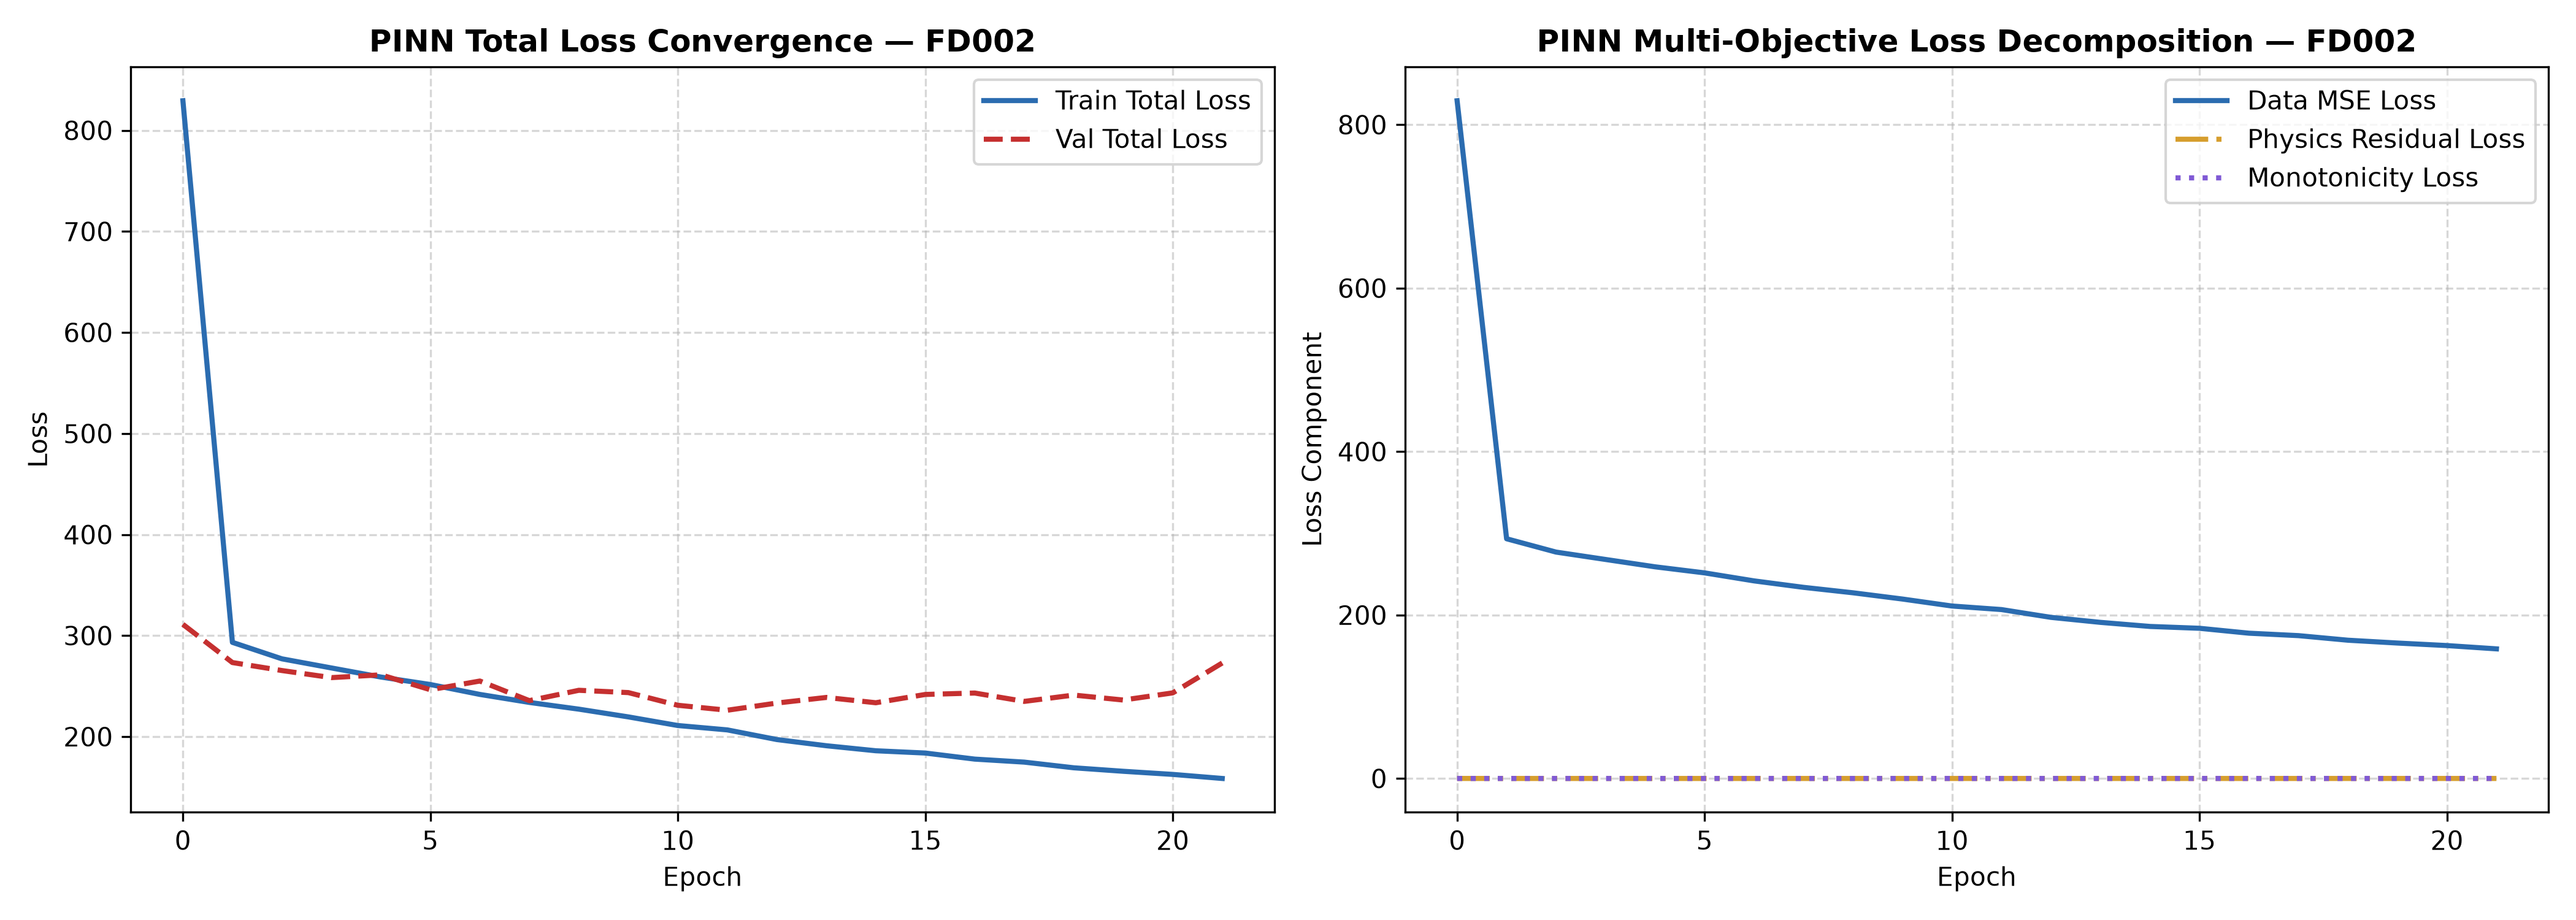 PINN Total Loss Convergence — FD002
Train Total Loss
Val Total Loss
800
700
600
500
400
300
200
Loss
0 5 10 15 20
Epoch
PINN Multi-Objective Loss Decomposition — FD002
Data MSE Loss
Physics Residual Loss
Monotonicity Loss
800
600
400
200
0
Loss Component
0 5 10 15 20
Epoch